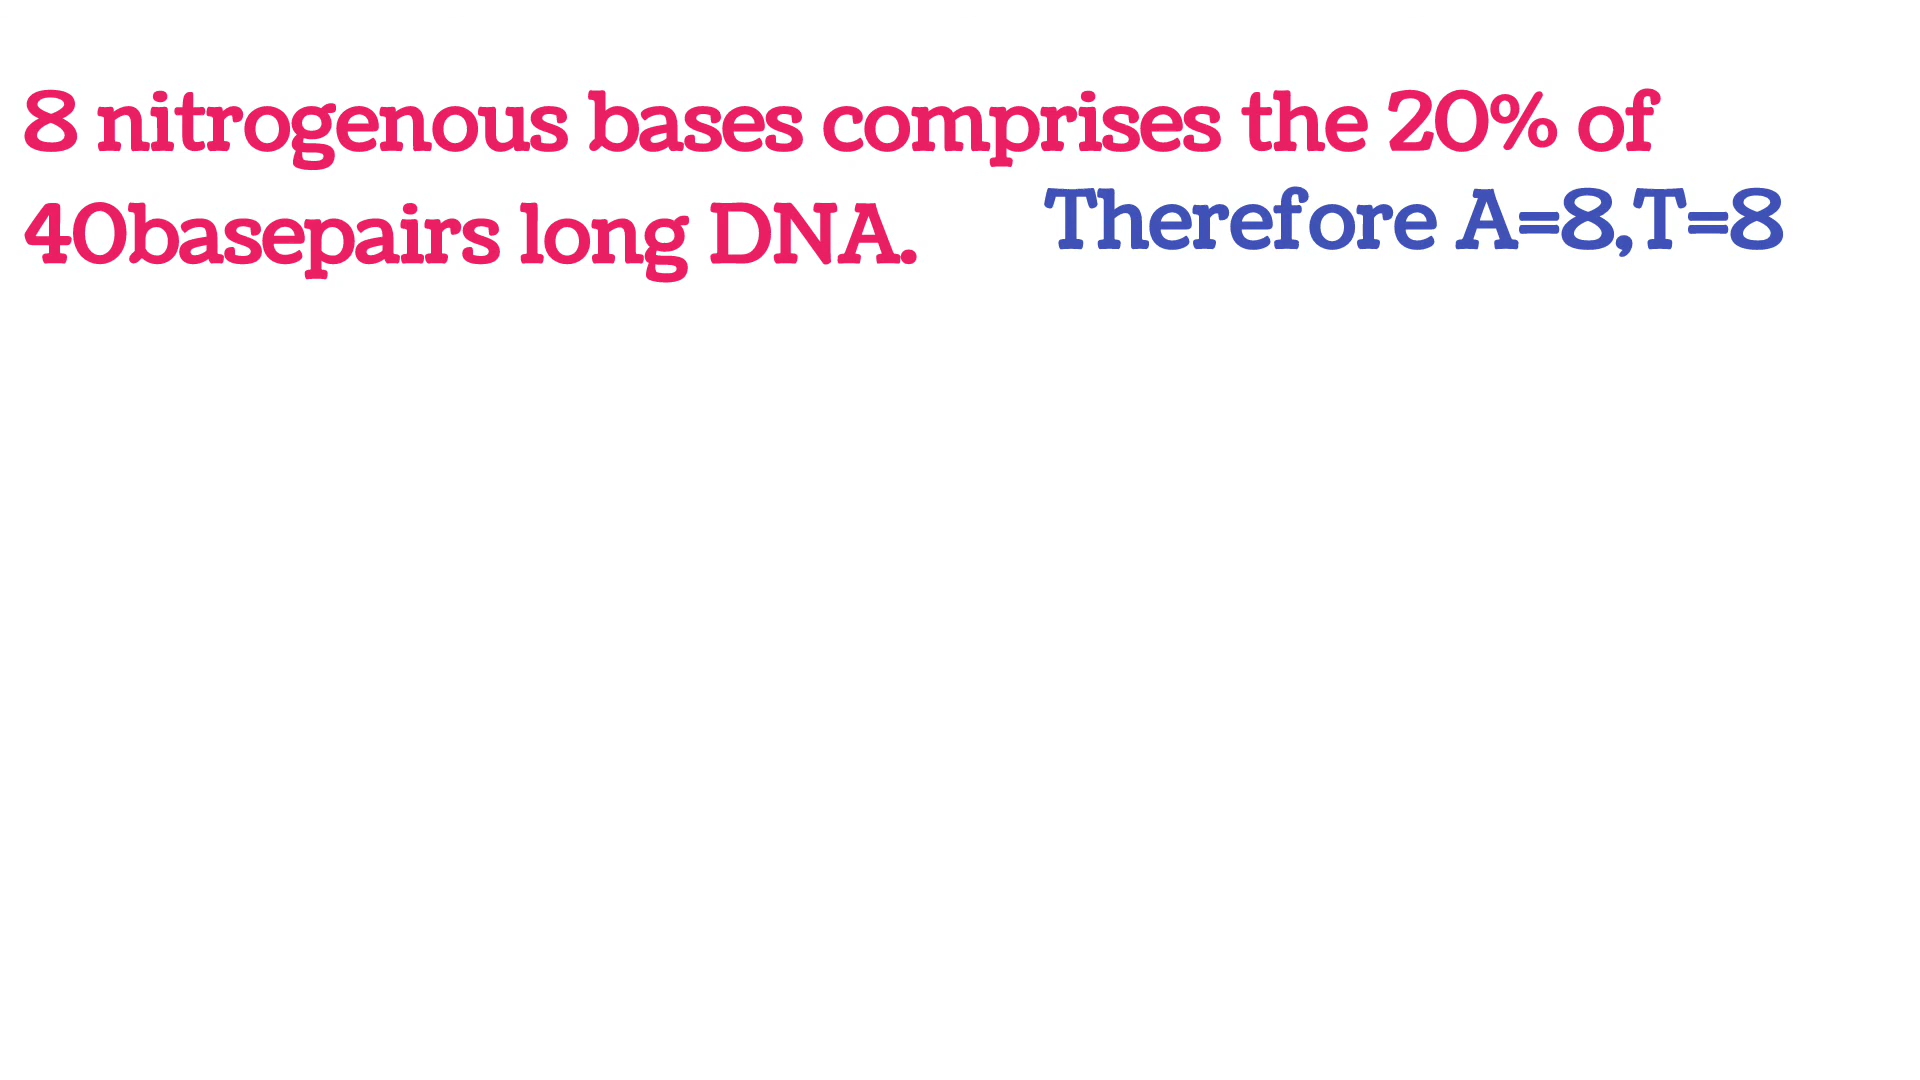 8 nitrogenous bases comprises the 20% of
40basepairs long DNA.
Therefore A=8,T=8